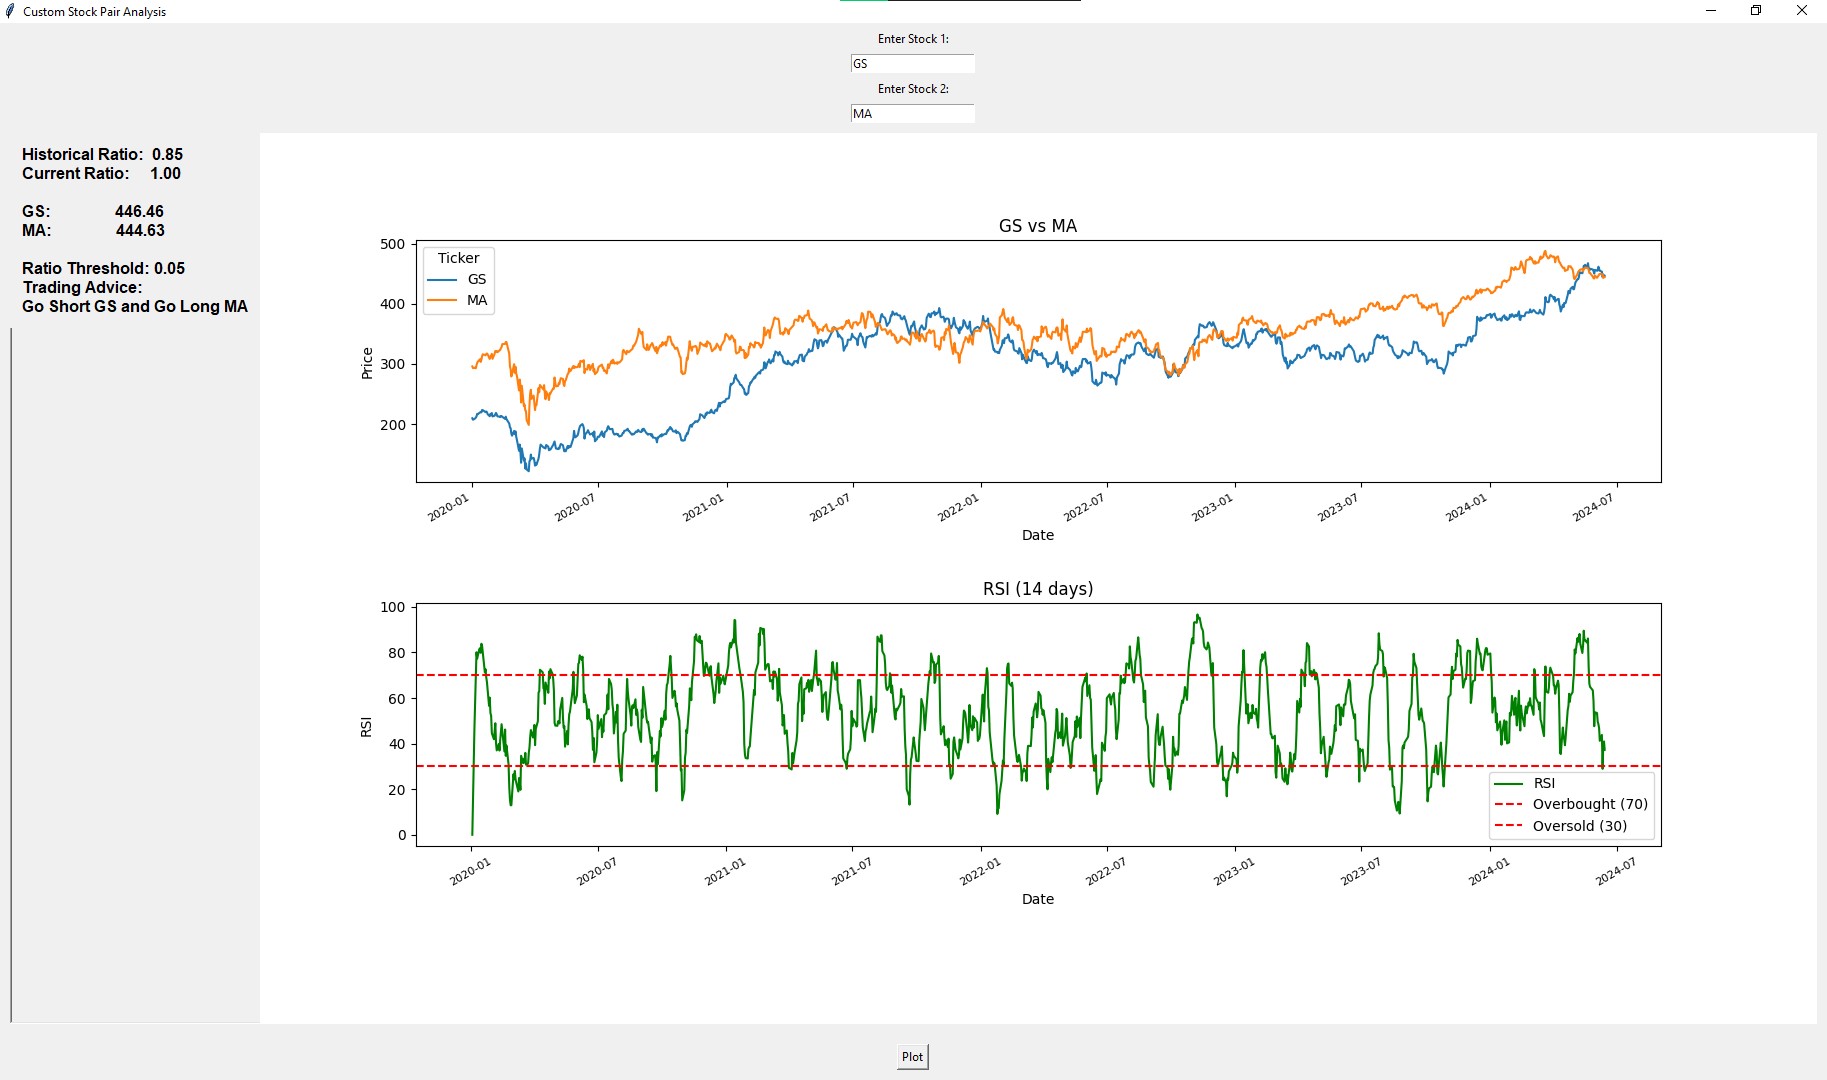 Custom Stock Pair Analysis
Enter Stock 1:
GS
Enter Stock 2:
MA
Historical Ratio: 0.85
Current Ratio: 1.00
GS: 446.46
MA: 444.63
Ratio Threshold: 0.05
Trading Advice:
Go Short GS and Go Long MA
GS vs MA
Ticker
GS
MA
Price
500
400
300
200
2020-01
2020-07
2021-01
2021-07
2022-01
2022-07
2023-01
2023-07
2024-01
2024-07
Date
RSI (14 days)
RSI
100
80
60
40
20
0
RSI
Overbought (70)
Oversold (30)
2020-01
2020-07
2021-01
2021-07
2022-01
2022-07
2023-01
2023-07
2024-01
2024-07
Date
Plot